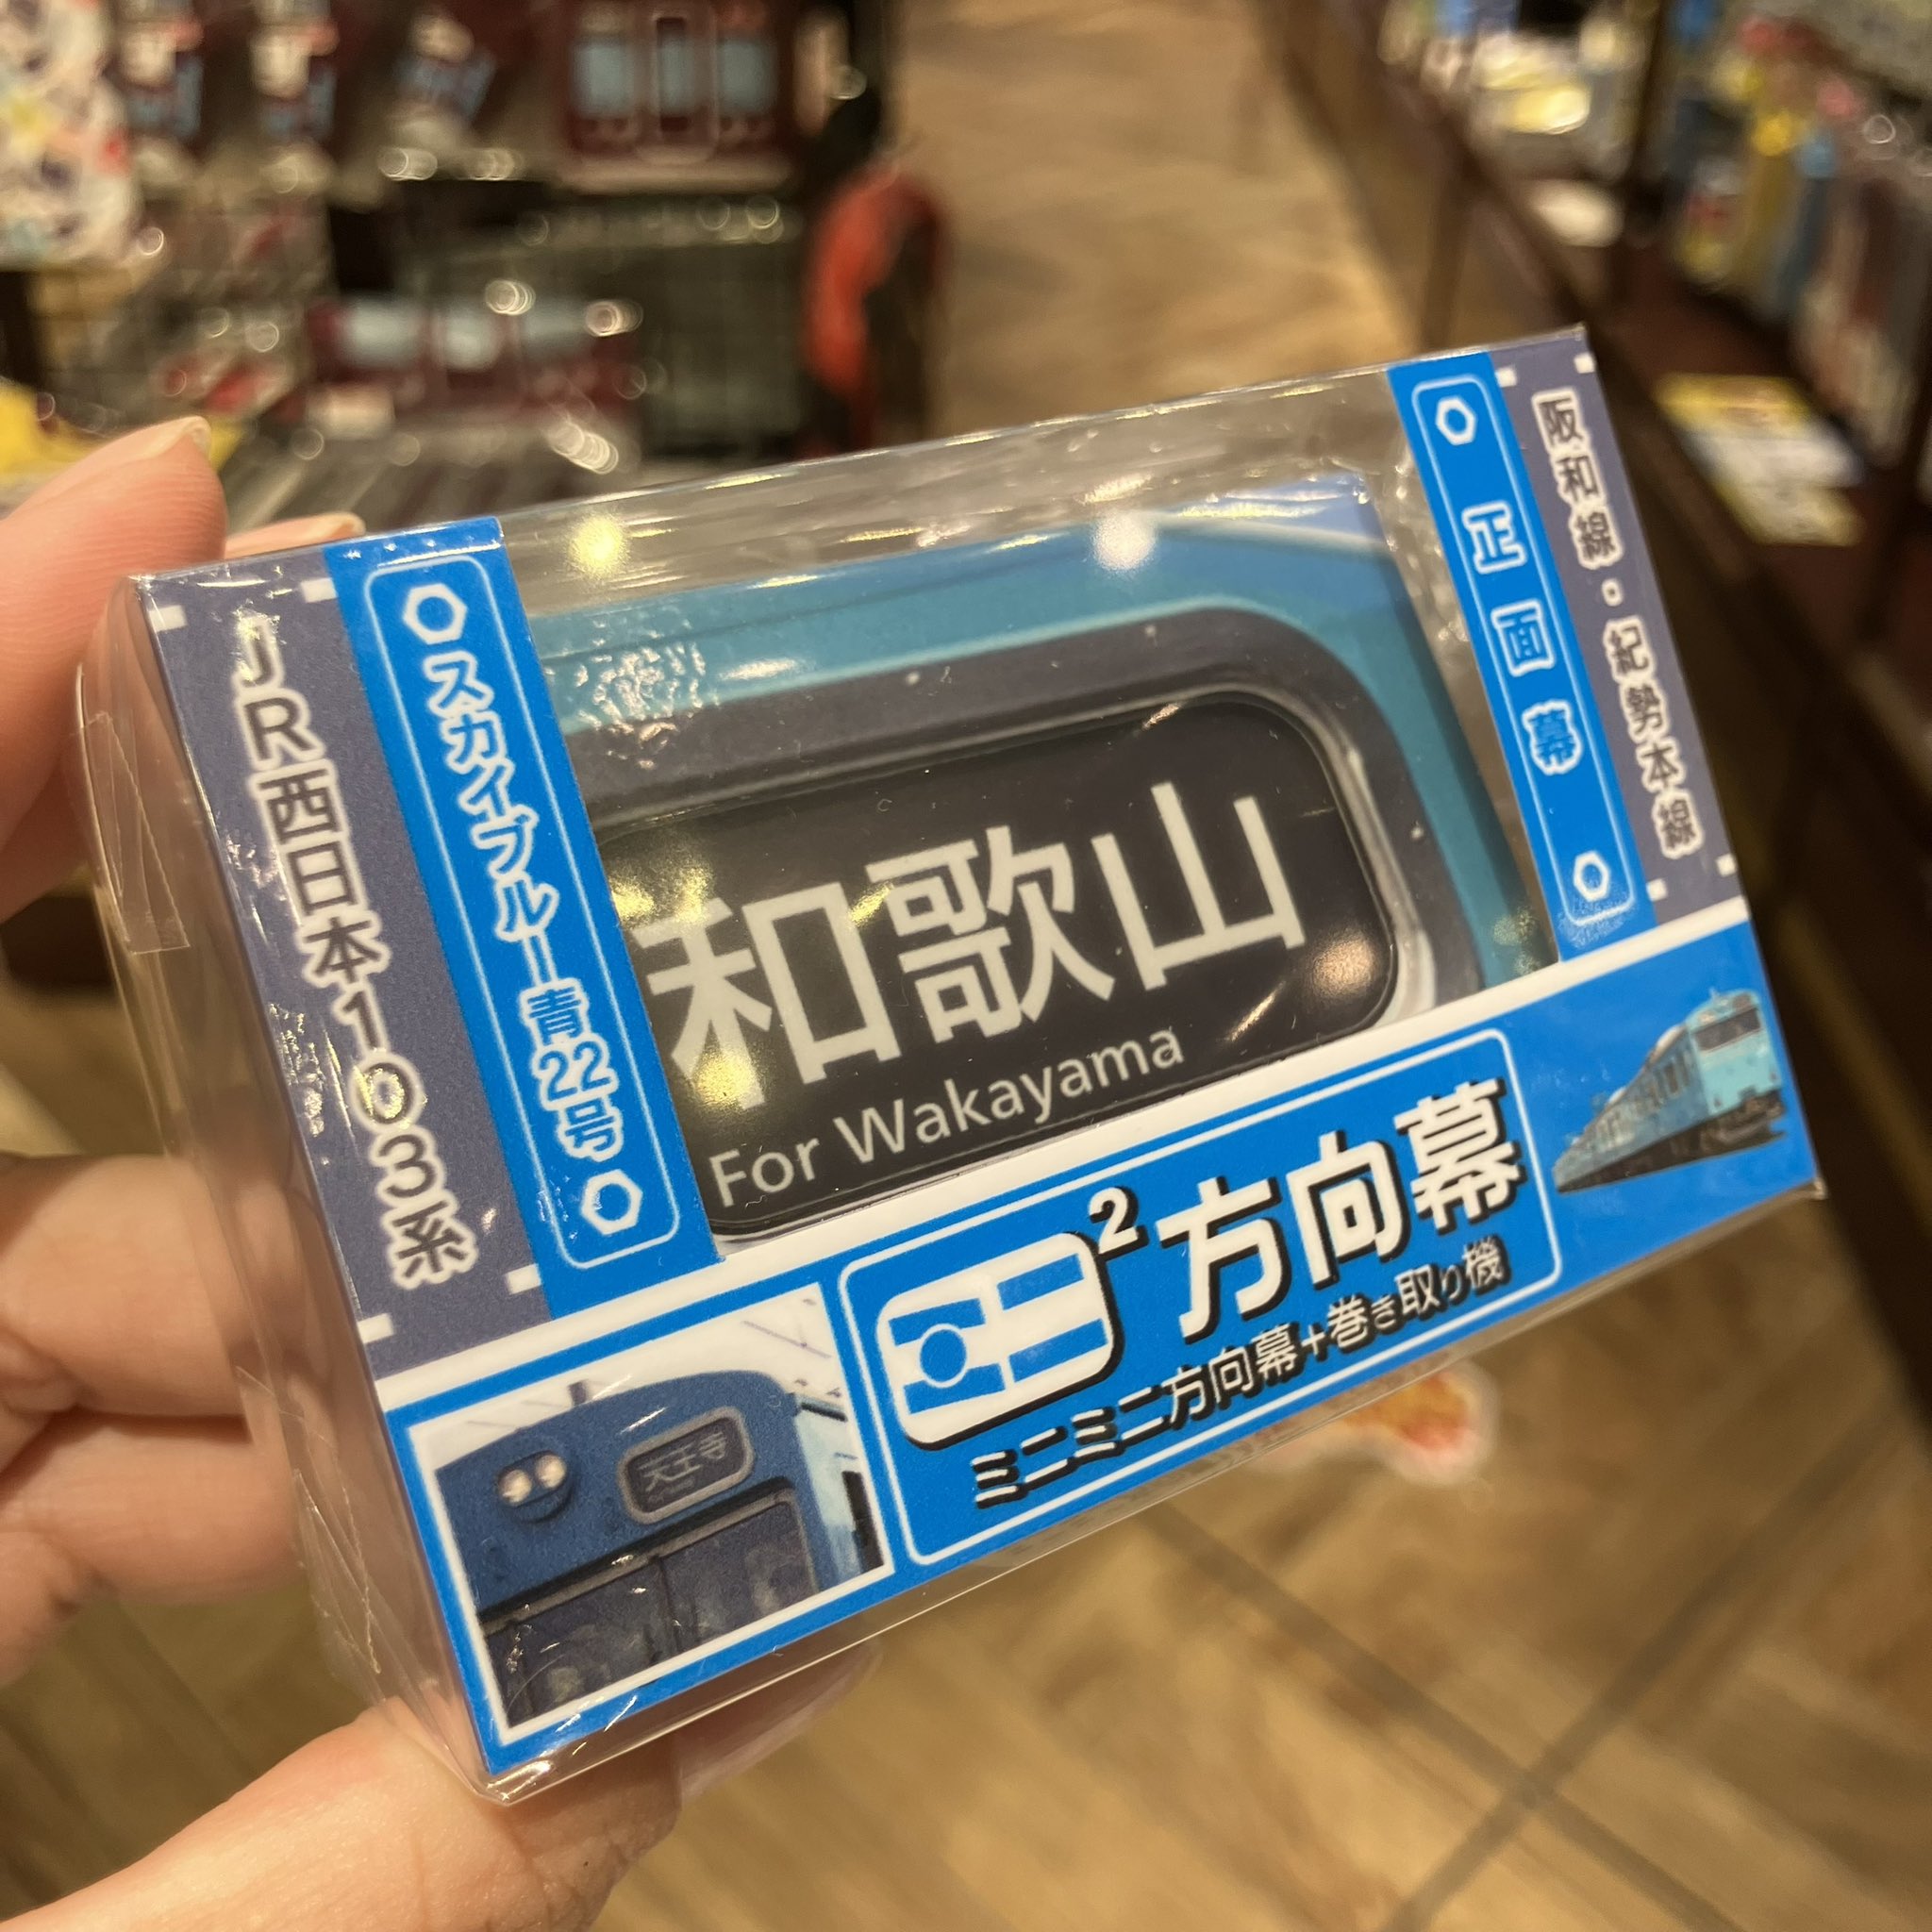 JR西日本103系
スカイブルー=青22号
正面幕
阪和線・紀勢本線
和歌山
For Wakayama
ミニ²方向幕
ミニミニ方向幕+巻き取り機
天王寺